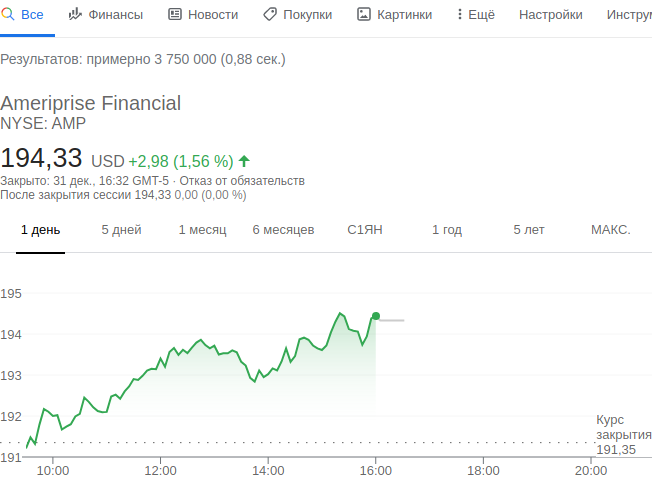 Все Финансы Новости Покупки Картинки Ещё Настройки Инстру
Результатов: примерно 3 750 000 (0,88 сек.)
Ameriprise Financial
NYSE: AMP
194,33 USD +2,98 (1,56 %)
Закрыто: 31 дек., 16:32 GMT-5 · Отказ от обязательств
После закрытия сессии 194,33 0,00 (0,00 %)
1 день 5 дней 1 месяц 6 месяцев С1ЯН 1 год 5 лет МАКС.
195
194
193
192
Курс
закрытия
191,35
191
10:00 12:00 14:00 16:00 18:00 20:00